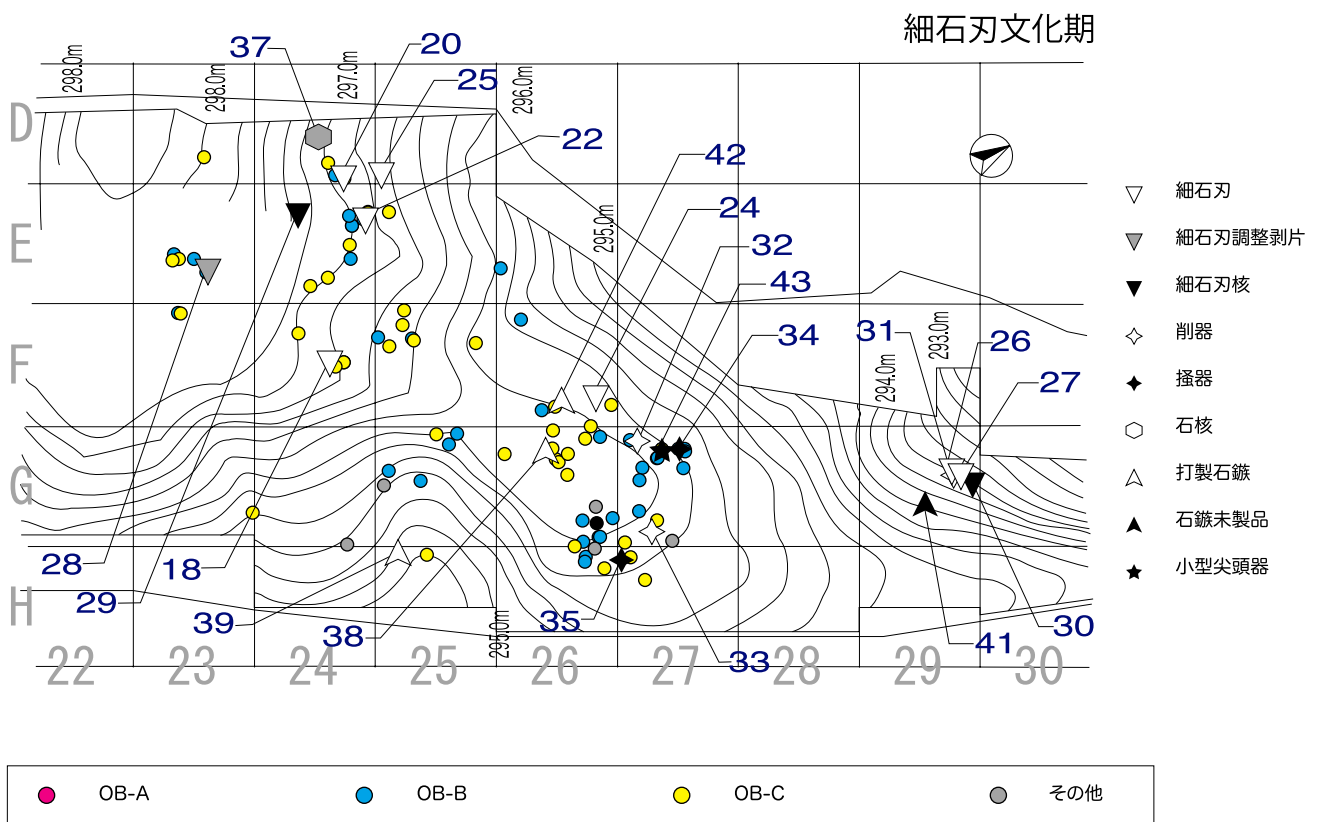 細石刃文化期
37
20
25
22
298.0m
298.0m
297.0m
296.0m
D
42
24
32
43
34
295.0m
細石刃
細石刃調整剥片
細石刃核
削器
掻器
石核
打製石鏃
石鏃未製品
小型尖頭器
E
31
293.0m
26
27
294.0m
F
G
28
18
29
39
38
35
33
41
30
295.0m
H
22
23
24
25
26
27
28
29
30
OB-A
OB-B
OB-C
その他